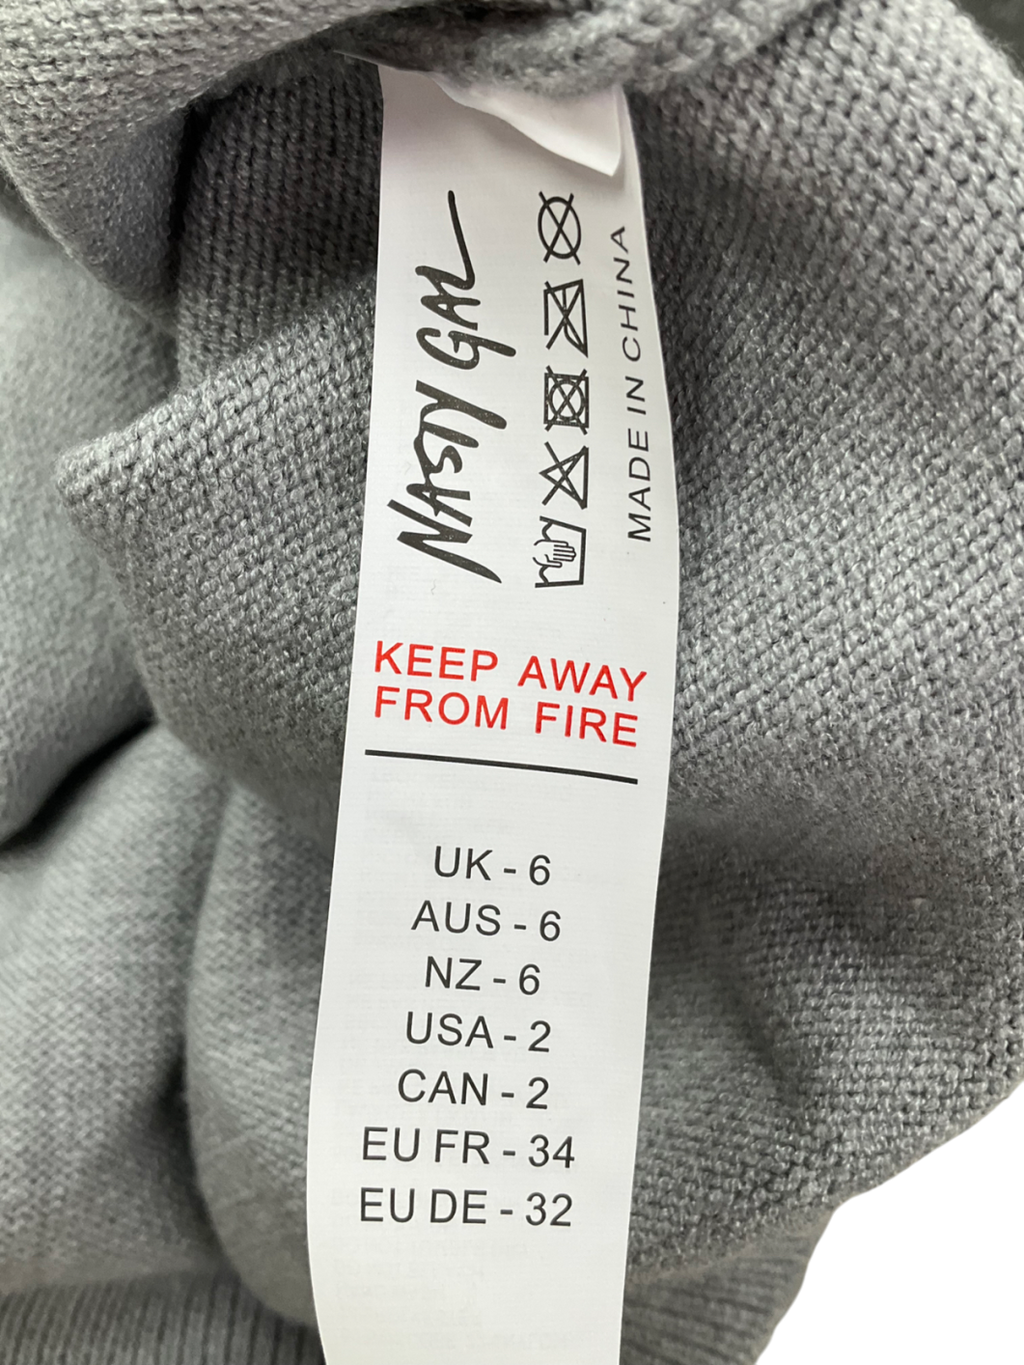 NASTY GAL
MADE IN CHINA
KEEP AWAY
FROM FIRE
UK - 6
AUS - 6
NZ - 6
USA - 2
CAN - 2
EU FR - 34
EU DE - 32